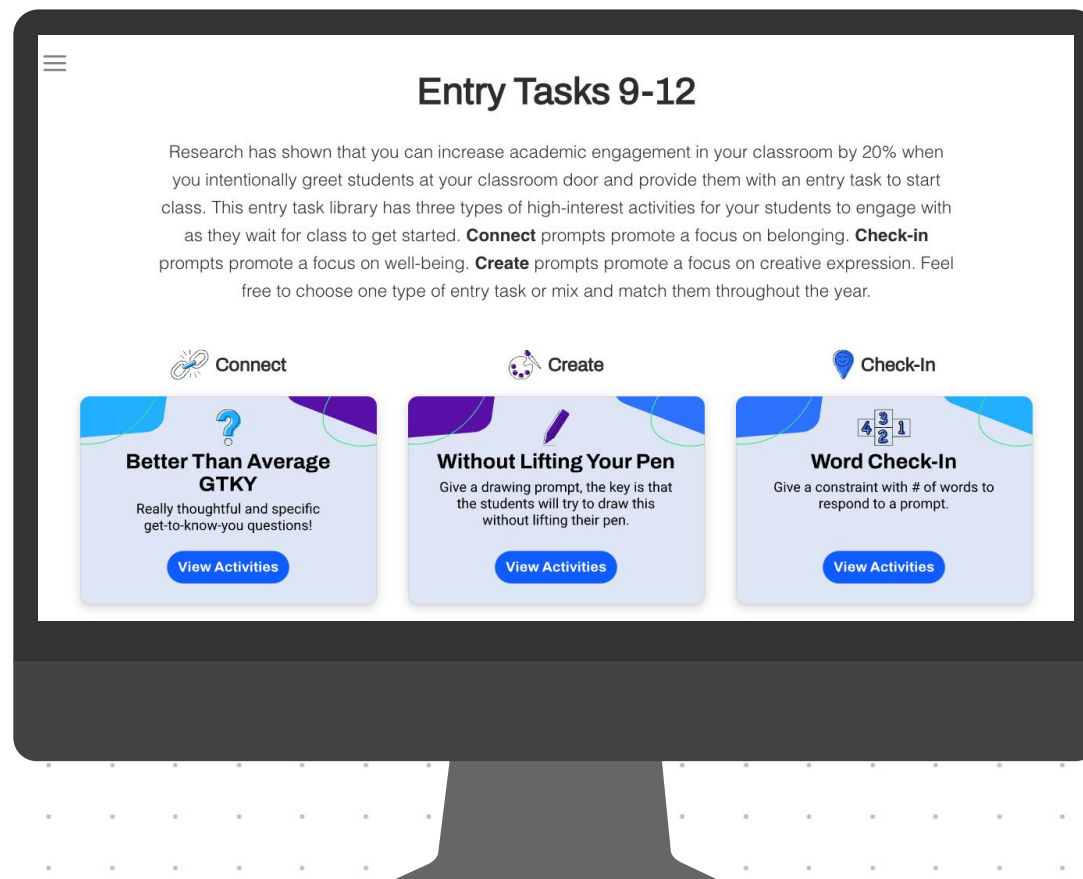 Entry Tasks 9-12
Research has shown that you can increase academic engagement in your classroom by 20% when
you intentionally greet students at your classroom door and provide them with an entry task to start
class. This entry task library has three types of high-interest activities for your students to engage with
as they wait for class to get started. Connect prompts promote a focus on belonging. Check-in
prompts promote a focus on well-being. Create prompts promote a focus on creative expression. Feel
free to choose one type of entry task or mix and match them throughout the year.
Connect
Create
Check-In
?
Better Than Average
GTKY
Really thoughtful and specific
get-to-know-you questions!
View Activities
Without Lifting Your Pen
Give a drawing prompt, the key is that
the students will try to draw this
without lifting their pen.
View Activities
3
4 2 1
Word Check-In
Give a constraint with # of words to
respond to a prompt.
View Activities